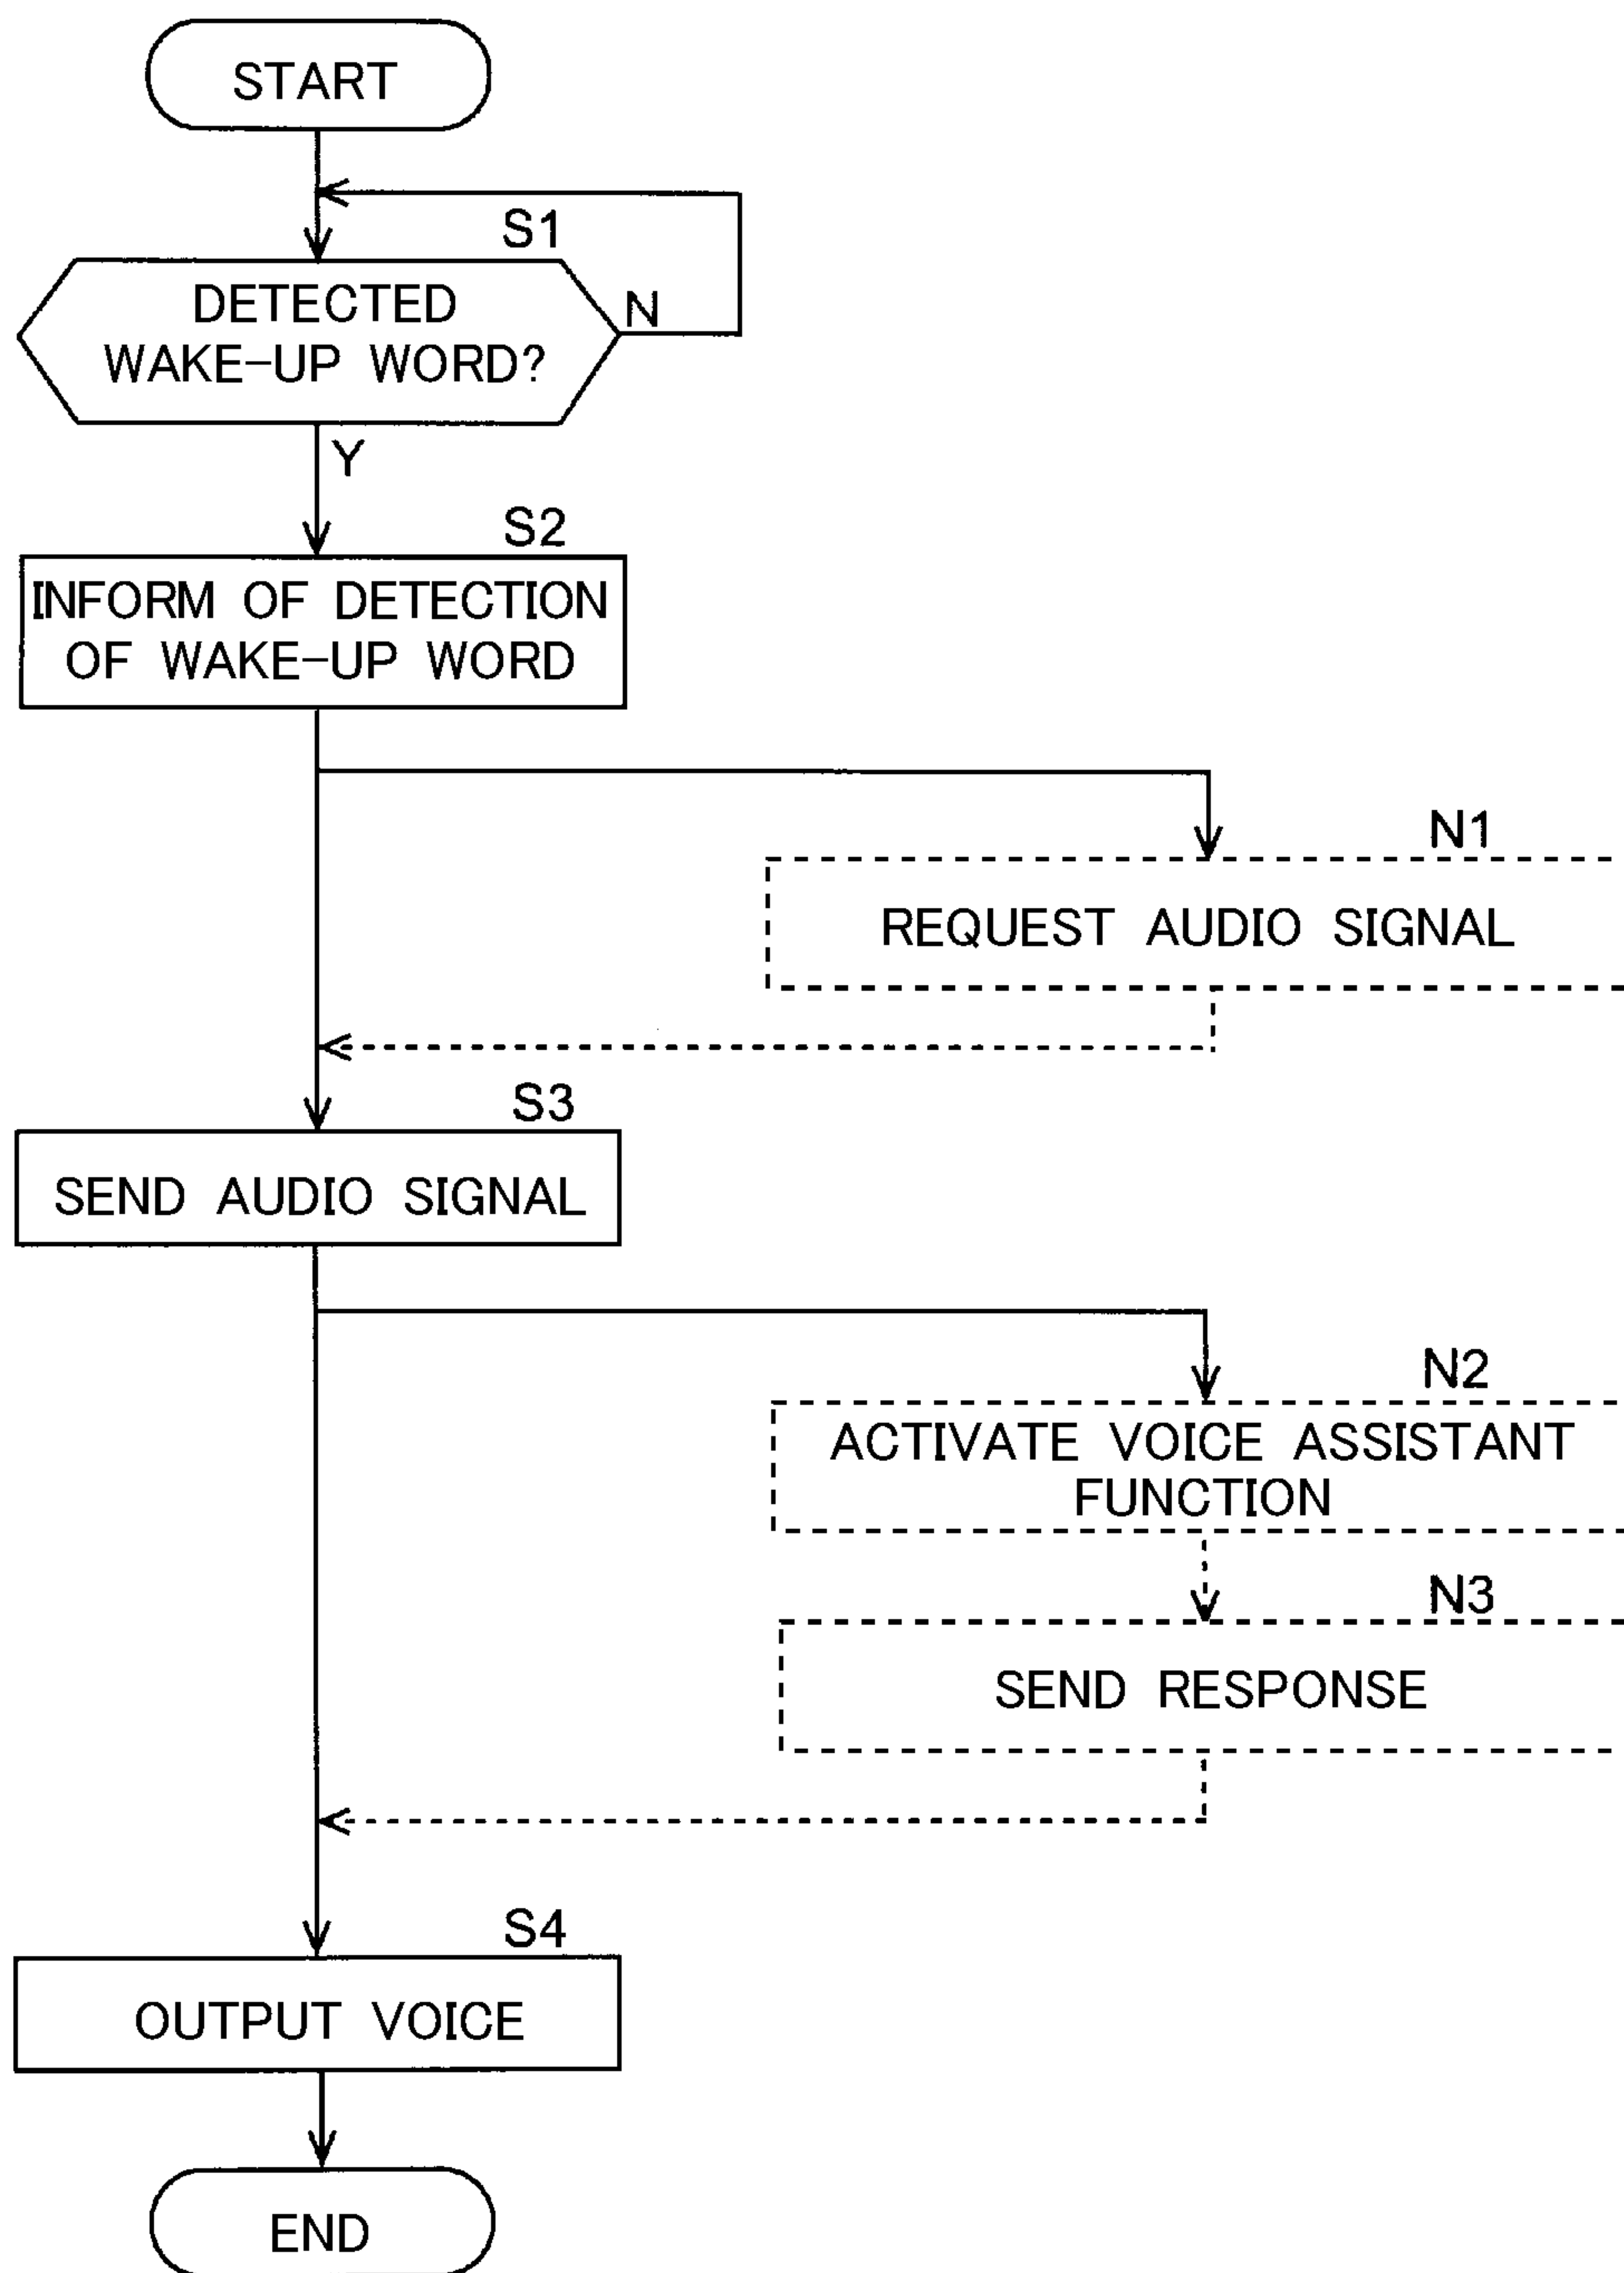 START
S1
DETECTED
WAKE-UP WORD?
N
Y
S2
INFORM OF DETECTION
OF WAKE-UP WORD
N1
REQUEST AUDIO SIGNAL
S3
SEND AUDIO SIGNAL
N2
ACTIVATE VOICE ASSISTANT
FUNCTION
N3
SEND RESPONSE
S4
OUTPUT VOICE
END